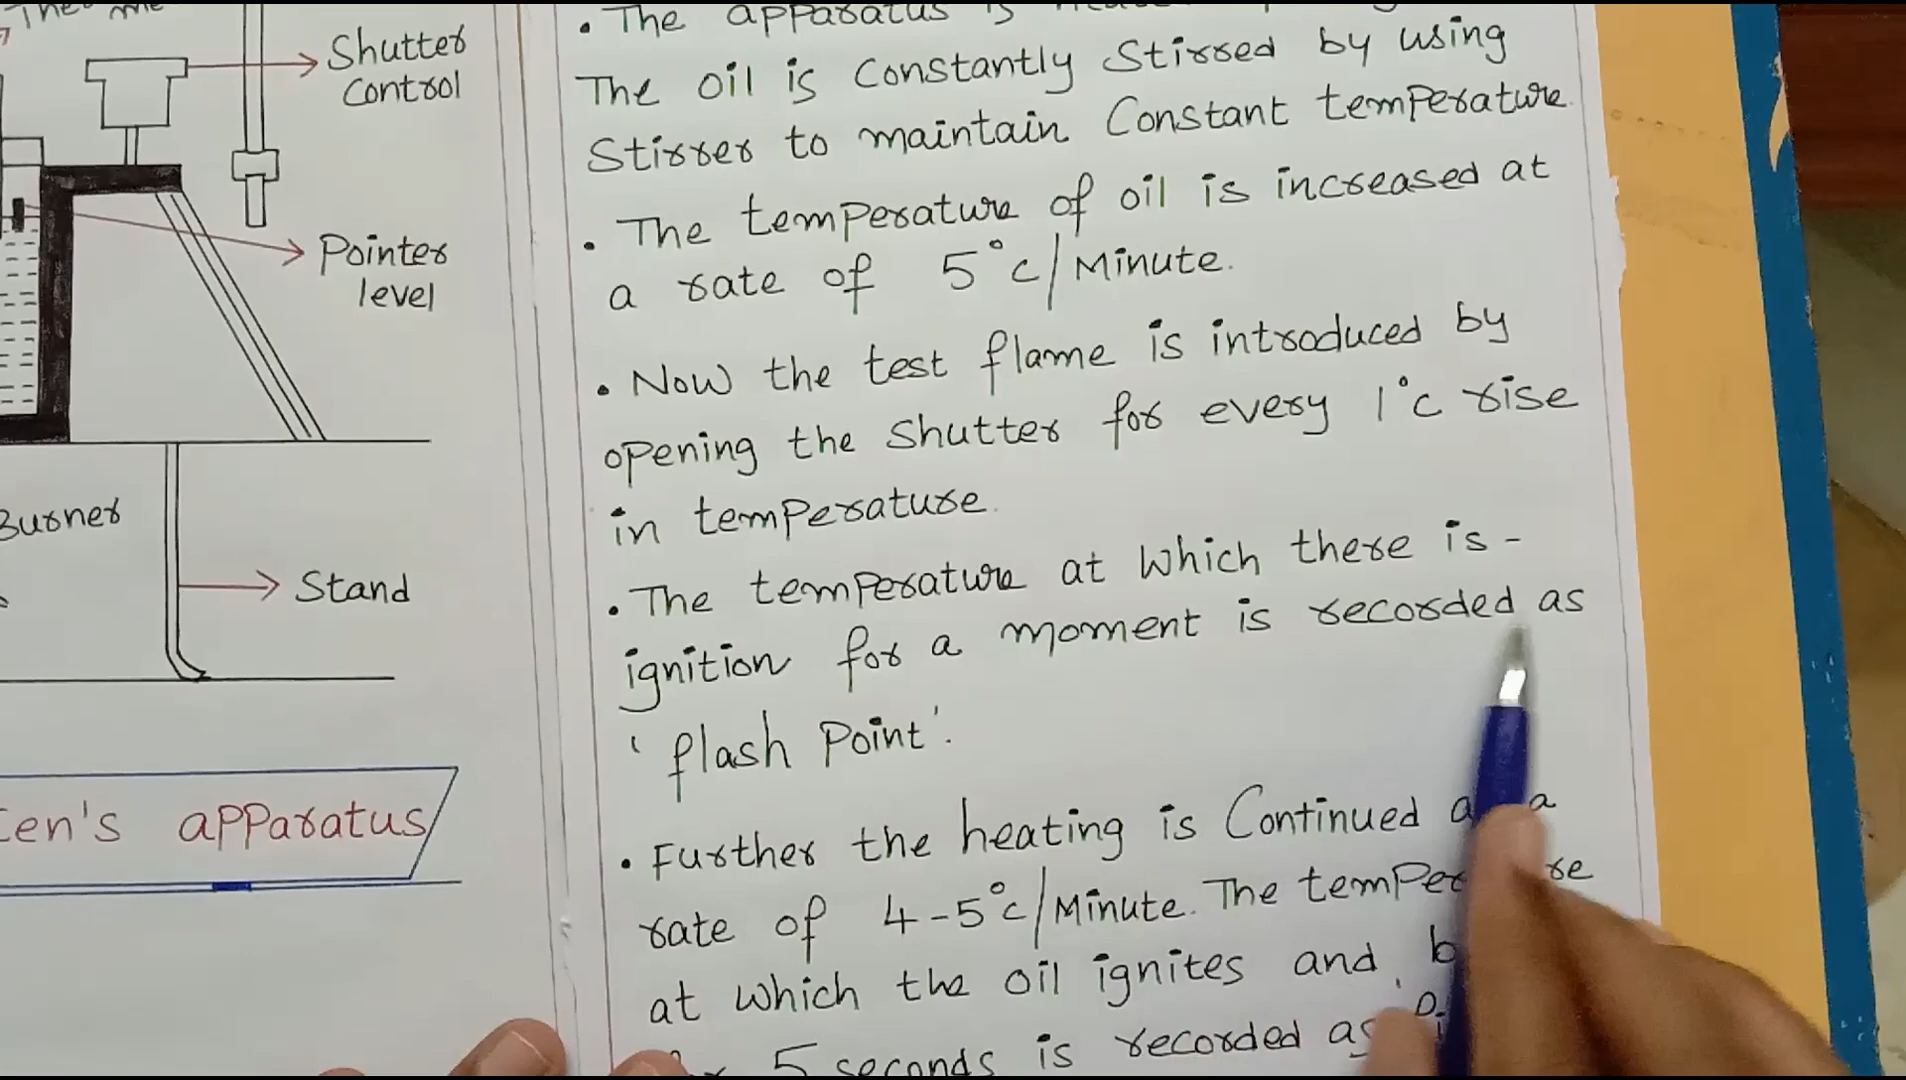 Shutter
Control
Pointer
level
Burner
Stand
apparatus
. The apparatus is
The oil is Constantly Stirred by using
Stirrer to maintain Constant temperature.
. The temperature of oil is increased at
a rate of 5°c/Minute.
. Now the test flame is introduced by
opening the Shutter for every 1°c rise
in temperature.
. The temperature at which there is -
ignition for a moment is recorded as
'flash Point'.
. Further the heating is Continued a
rate of 4-5°c/Minute. The
at which the oil ignites and
5 seconds is recorded as